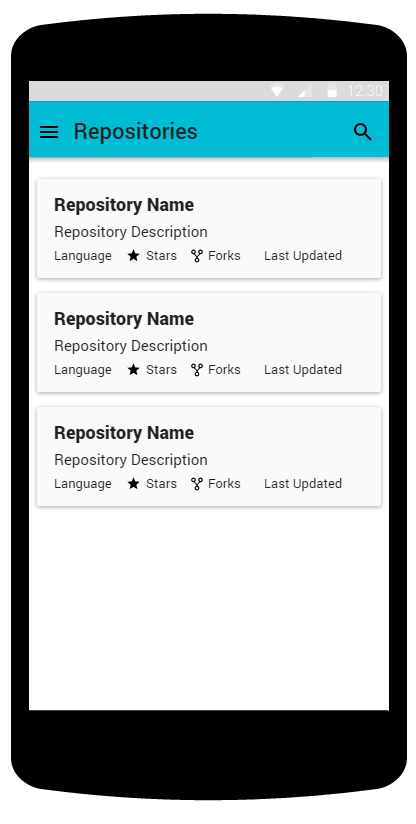 12:30
Repositories
Repository Name
Repository Description
Language Stars Forks Last Updated
Repository Name
Repository Description
Language Stars Forks Last Updated
Repository Name
Repository Description
Language Stars Forks Last Updated